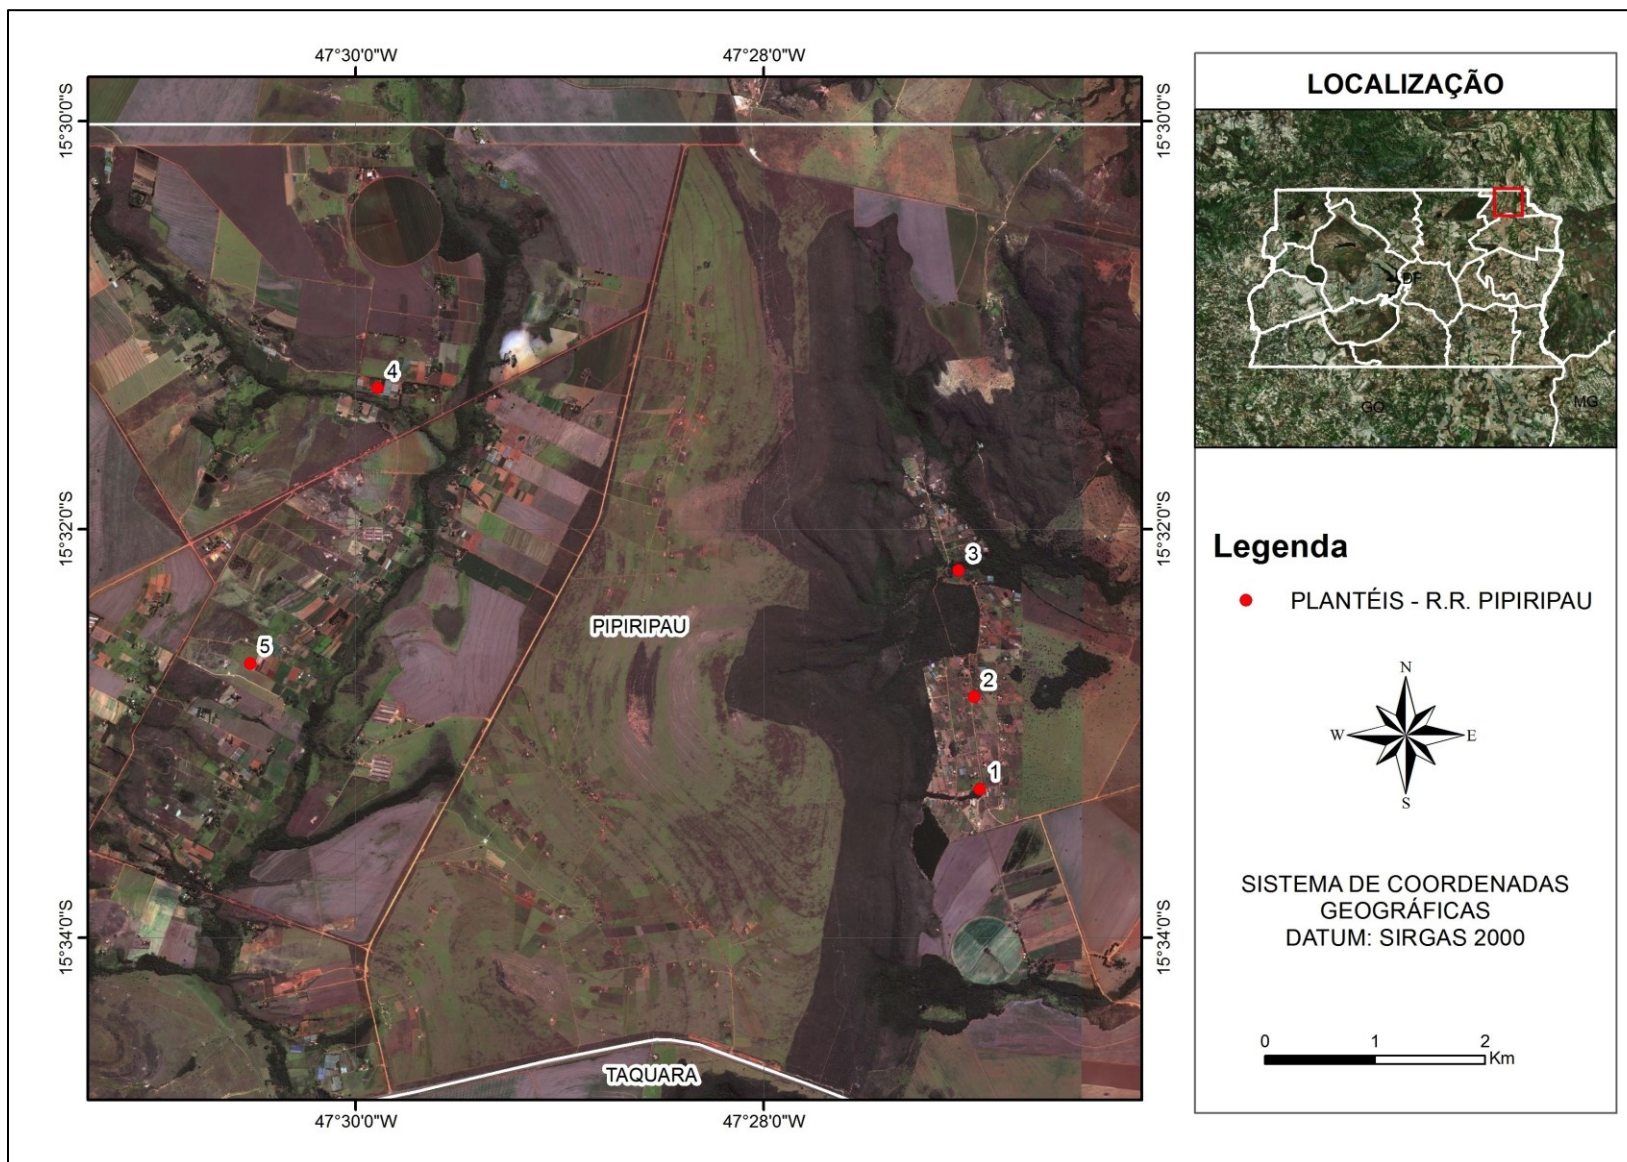 47°30'0"W
47°28'0"W
15°30'0"S
15°30'0"S
4
15°32'0"S
15°32'0"S
3
PIPIRIPAU
5
2
1
15°34'0"S
15°34'0"S
TAQUARA
47°30'0"W
47°28'0"W
LOCALIZAÇÃO
DF
GO
MG
Legenda
PLANTÉIS - R.R. PIPIRIPAU
N
W
E
S
SISTEMA DE COORDENADAS
GEOGRÁFICAS
DATUM: SIRGAS 2000
0 1 2
Km